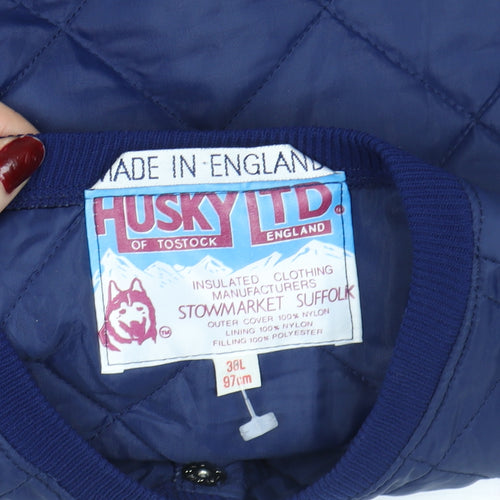 MADE IN ENGLAND
HUSKY LTD.
OF TOSTOCK ENGLAND
INSULATED CLOTHING
MANUFACTURERS
STOWMARKET SUFFOLK
OUTER COVER 100% NYLON
LINING 100% NYLON
FILLING 100% POLYESTER
TM
38L
97cm